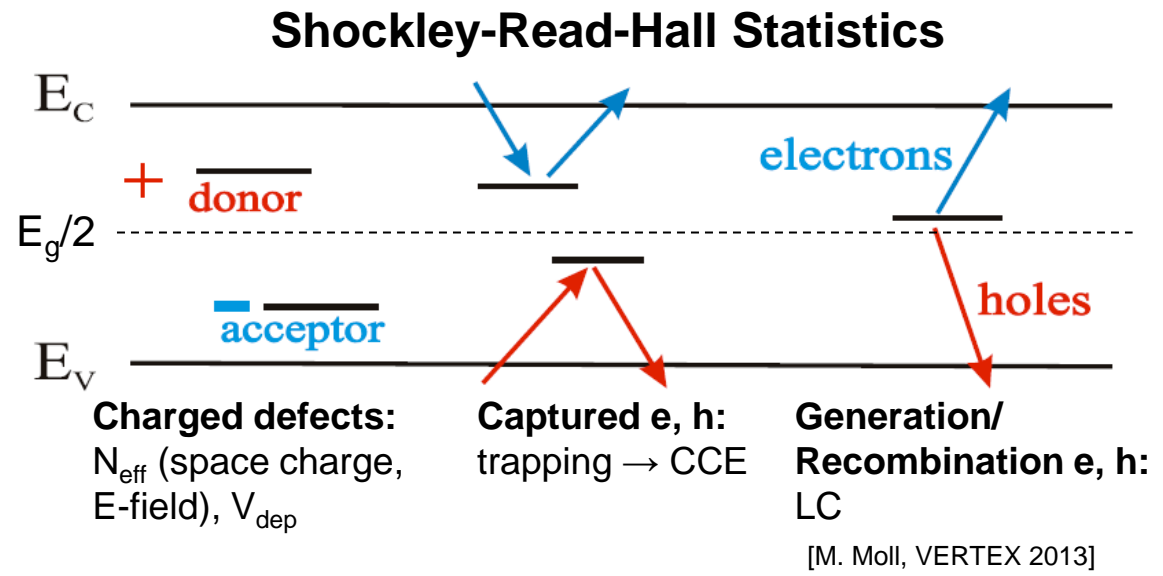 Shockley-Read-Hall Statistics
E_C
electrons
+
donor
E_g/2
holes
-
acceptor
E_V
Charged defects:
N_eff (space charge,
E-field), V_dep
Captured e, h:
trapping → CCE
Generation/
Recombination e, h:
LC
[M. Moll, VERTEX 2013]